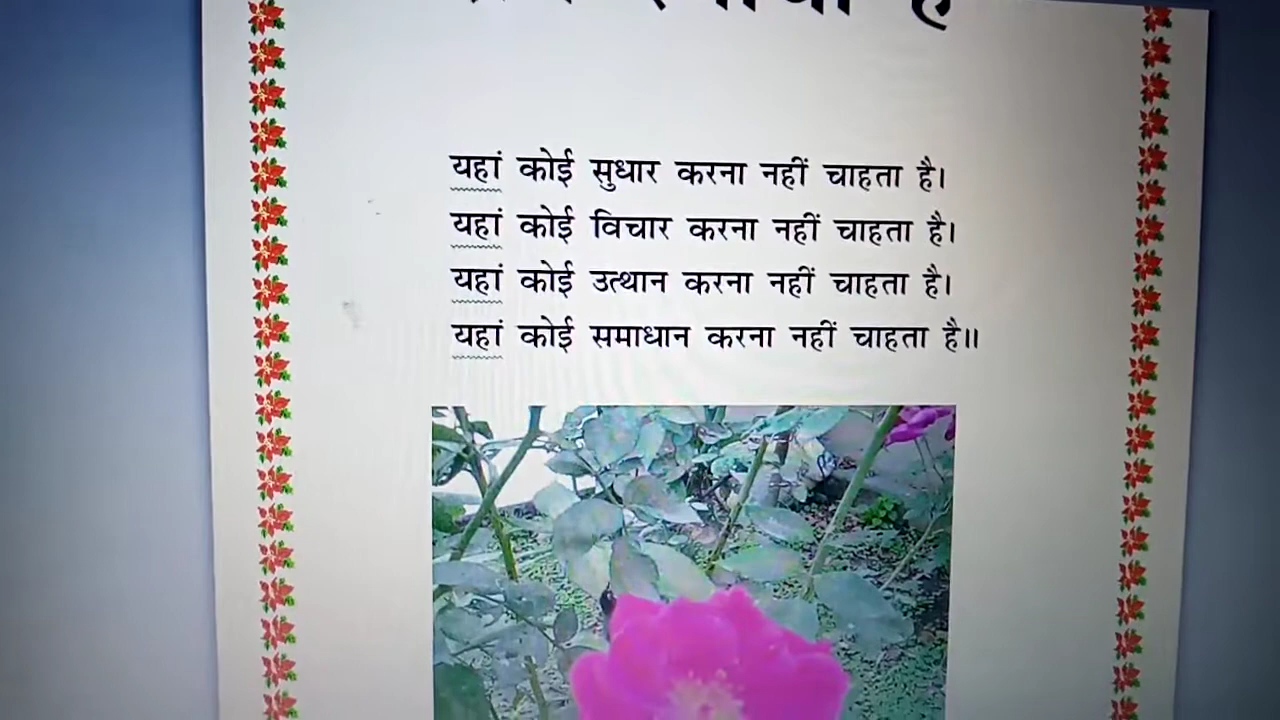 है
यहां कोई सुधार करना नहीं चाहता है।
यहां कोई विचार करना नहीं चाहता है।
यहां कोई उत्थान करना नहीं चाहता है।
यहां कोई समाधान करना नहीं चाहता है॥